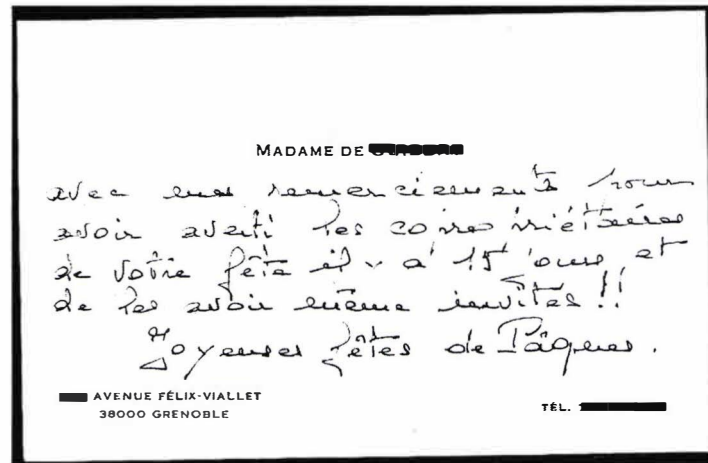 MADAME DE
avec mes remerciements pour
avoir averti les copropriétaires
de votre fête il y a 15 jours et
de les avoir même invités !!
Joyeuses fêtes de Pâques.
AVENUE FÉLIX-VIALLET
38000 GRENOBLE
TÉL.